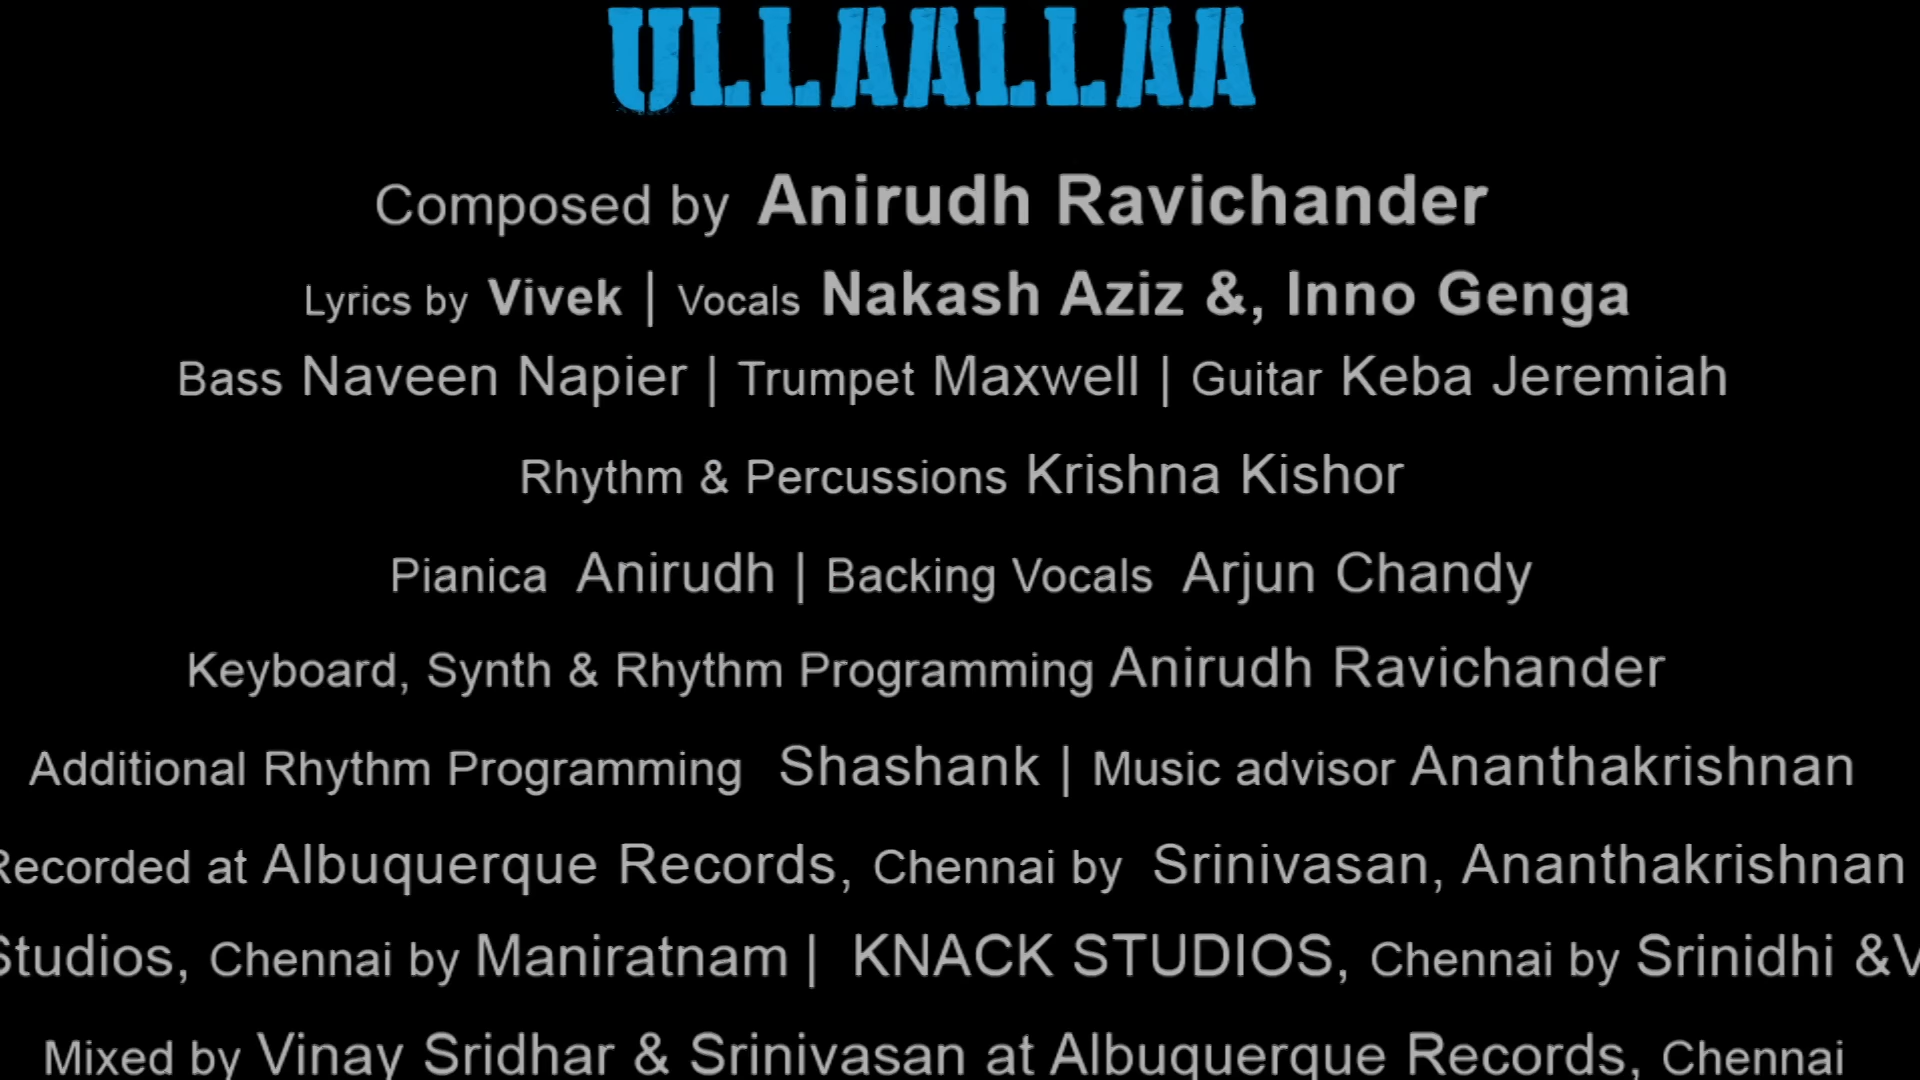 ULLAALLAA
Composed by Anirudh Ravichander
Lyrics by Vivek | Vocals Nakash Aziz &, Inno Genga
Bass Naveen Napier | Trumpet Maxwell | Guitar Keba Jeremiah
Rhythm & Percussions Krishna Kishor
Pianica Anirudh | Backing Vocals Arjun Chandy
Keyboard, Synth & Rhythm Programming Anirudh Ravichander
Additional Rhythm Programming Shashank | Music advisor Ananthakrishnan
Recorded at Albuquerque Records, Chennai by Srinivasan, Ananthakrishnan
Studios, Chennai by Maniratnam | KNACK STUDIOS, Chennai by Srinidhi &
Mixed by Vinay Sridhar & Srinivasan at Albuquerque Records, Chennai